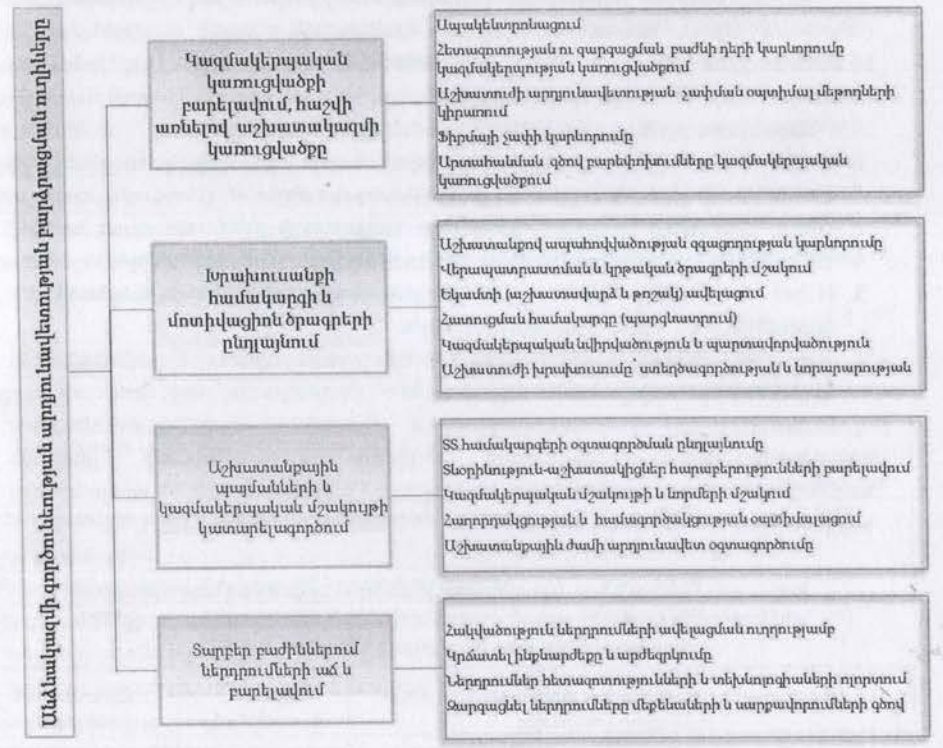 Անձնակազմի գործունեության արդյունավետության բարձրացման ուղիները
Կազմակերպական
կառուցվածքի
բարելավում, հաշվի
առնելով աշխատակազմի
կառուցվածքը
Ապակենտրոնացում
Հետազոտության ու զարգացման բաժնի դերի կարևորումը
կազմակերպության կառուցվածքում
Աշխատուժի արդյունավետության չափման օպտիմալ մեթոդների
կիրառում
Ֆիրմայի չափի կարևորումը
Արտահանման գծով բարեփոխումները կազմակերպական
կառուցվածքում
Խրախուսանքի
համակարգի և
մոտիվացիոն ծրագրերի
ընդլայնում
Աշխատանքով ապահովվածության զգացողության կարևորումը
Վերապատրաստման և կրթական ծրագրերի մշակում
Եկամտի (աշխատավարձ և թոշակ) ավելացում
Հատուցման համակարգը (պարգևատրում)
Կազմակերպական նվիրվածություն և պարտավորվածություն
Աշխատուժի խրախուսումը՝ ստեղծագործության և նորարարության
Աշխատանքային
պայմանների և
կազմակերպական մշակույթի
կատարելագործում
ՏՏ համակարգերի օգտագործման ընդլայնումը
Տնօրինություն-աշխատակիցներ հարաբերությունների բարելավում
Կազմակերպական մշակույթի և նորմերի մշակում
Հաղորդակցության և համագործակցության օպտիմալացում
Աշխատանքային ժամի արդյունավետ օգտագործումը
Տարբեր բաժիններում
ներդրումների աճ և
բարելավում
Հակվածություն ներդրումների ավելացման ուղղությամբ
Կրճատել ինքնարժեքը և արժեզրկումը
Ներդրումներ հետազոտությունների և տեխնոլոգիաների ոլորտում
Զարգացնել ներդրումները մեքենաների և սարքավորումների գծով